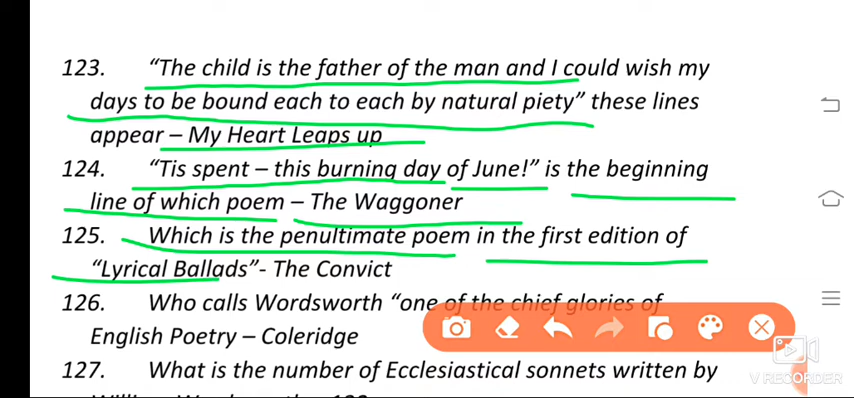 123. “The child is the father of the man and I could wish my
days to be bound each to each by natural piety” these lines
appear – My Heart Leaps up
124. “Tis spent – this burning day of June!” is the beginning
line of which poem – The Waggoner
125. Which is the penultimate poem in the first edition of
“Lyrical Ballads”- The Convict
126. Who calls Wordsworth “one of the chief glories of
English Poetry – Coleridge
127. What is the number of Ecclesiastical sonnets written by
V RECORDER